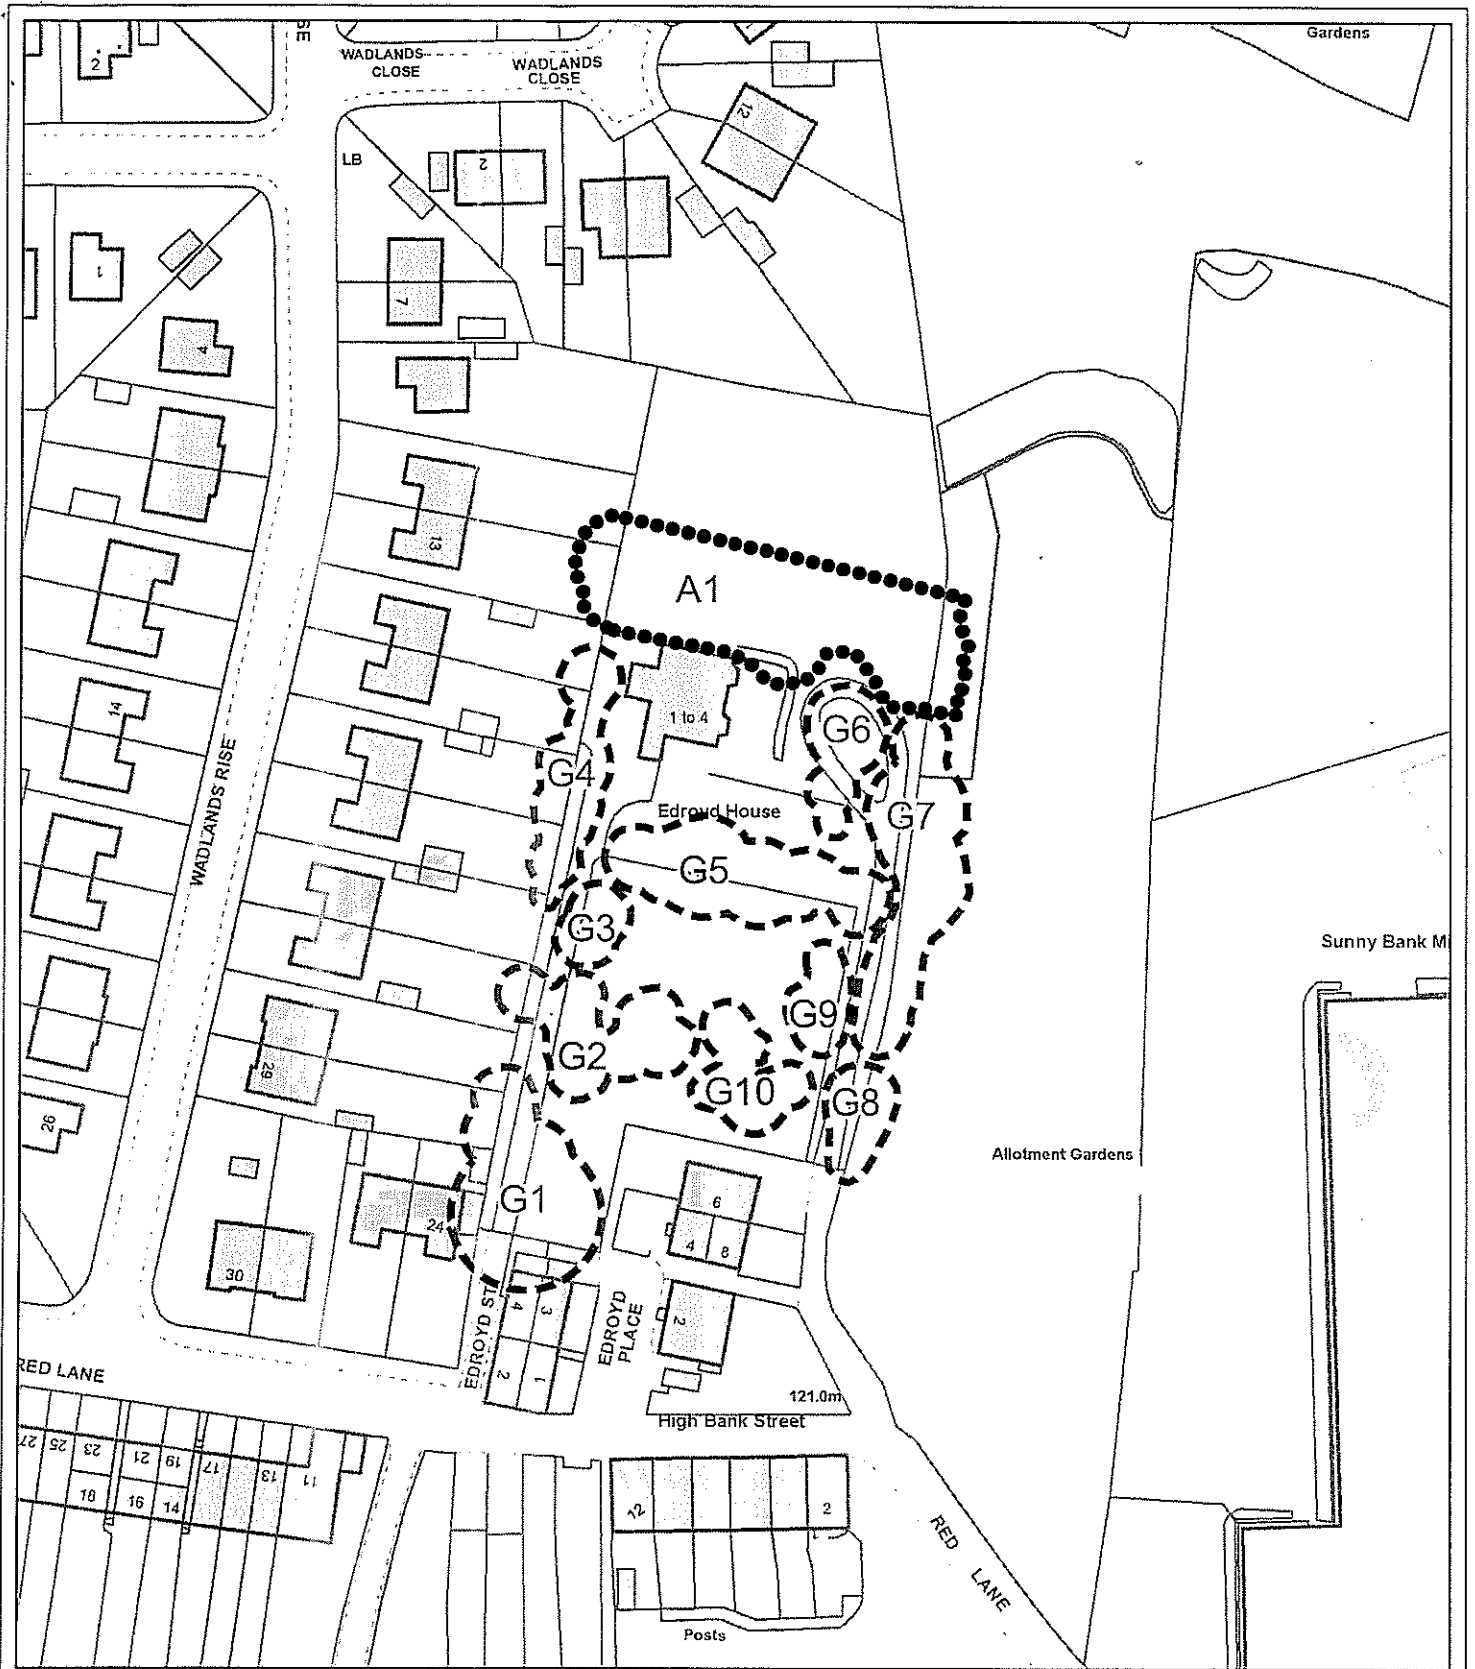 Gardens
SE
WADLANDS
CLOSE
WADLANDS
CLOSE
2
12
LB
2
1
7
4
13
A1
14
1 to 4
G6
G4
G7
WADLANDS RISE
Edroyd House
G5
G3
Sunny Bank M
G9
G2
29
G10
G8
26
Allotment Gardens
G1
6
24
4
8
30
4
3
2
EDROYD ST
EDROYD
PLACE
2
1
RED LANE
121.0m
High Bank Street
27
25
23
21
19
17
13
11
18
16
14
12
2
RED
LANE
Posts